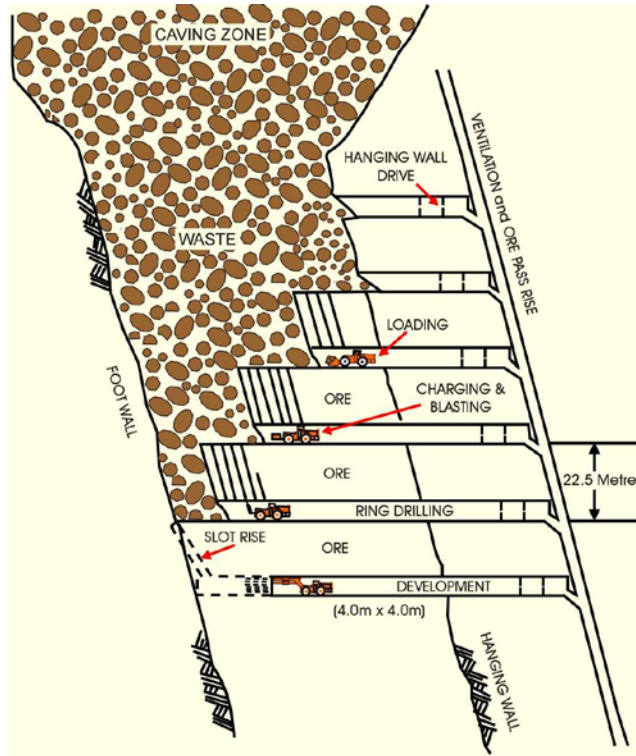 CAVING ZONE
VENTILATION and ORE PASS RISE
HANGING WALL
DRIVE
WASTE
LOADING
FOOT WALL
ORE
CHARGING &
BLASTING
ORE
22.5 Metre
RING DRILLING
SLOT RISE
ORE
DEVELOPMENT
(4.0m x 4.0m)
HANGING WALL